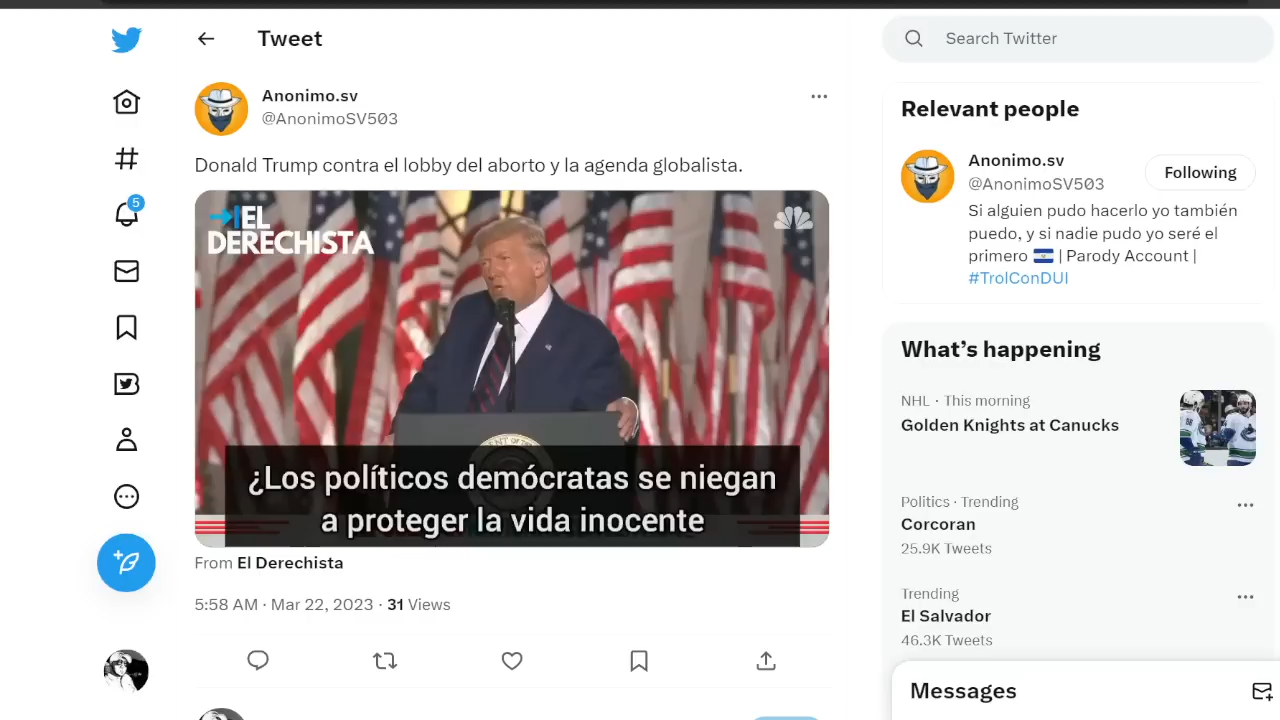 Tweet
Search Twitter
Anonimo.sv
@AnonimoSV503
Donald Trump contra el lobby del aborto y la agenda globalista.
EL
DERECHISTA
¿Los políticos demócratas se niegan
a proteger la vida inocente
From El Derechista
5:58 AM · Mar 22, 2023 · 31 Views
Relevant people
Anonimo.sv
@AnonimoSV503
Following
Si alguien pudo hacerlo yo también
puedo, y si nadie pudo yo seré el
primero 🇸🇻 | Parody Account |
#TrolConDUI
What’s happening
NHL · This morning
Golden Knights at Canucks
Politics · Trending
Corcoran
25.9K Tweets
Trending
El Salvador
46.3K Tweets
Messages
5